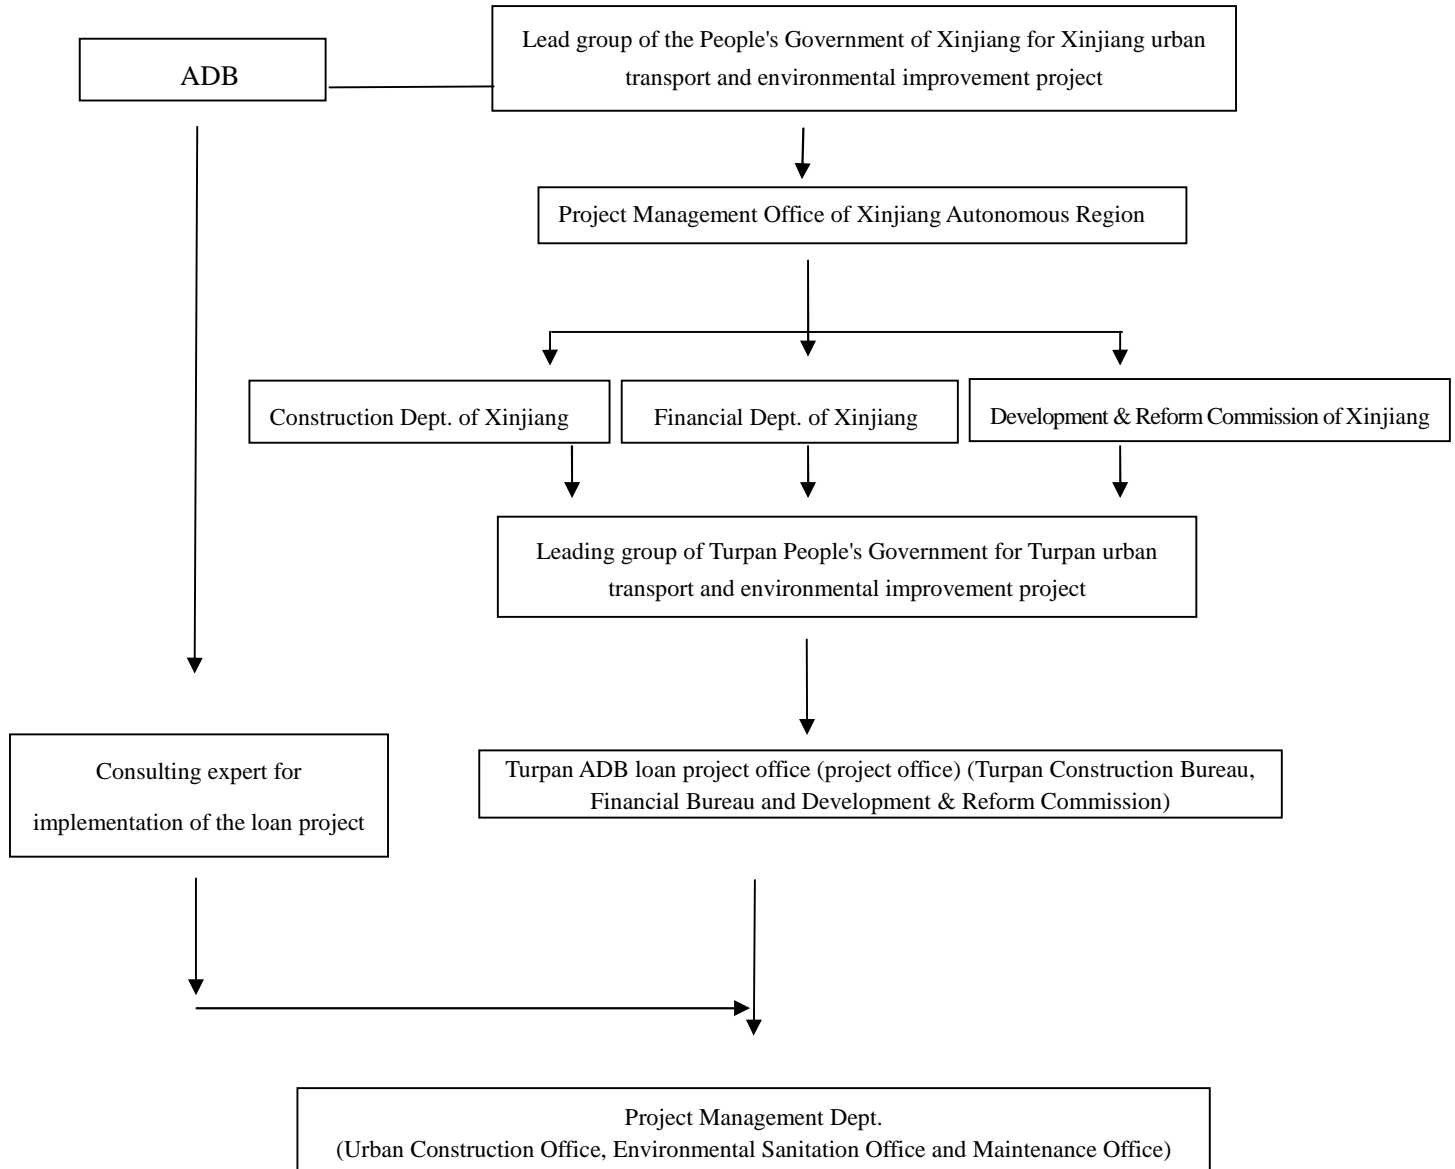 ADB
Lead group of the People's Government of Xinjiang for Xinjiang urban
transport and environmental improvement project
Project Management Office of Xinjiang Autonomous Region
Construction Dept. of Xinjiang
Financial Dept. of Xinjiang
Development & Reform Commission of Xinjiang
Leading group of Turpan People's Government for Turpan urban
transport and environmental improvement project
Consulting expert for
implementation of the loan project
Turpan ADB loan project office (project office) (Turpan Construction Bureau,
Financial Bureau and Development & Reform Commission)
Project Management Dept.
(Urban Construction Office, Environmental Sanitation Office and Maintenance Office)